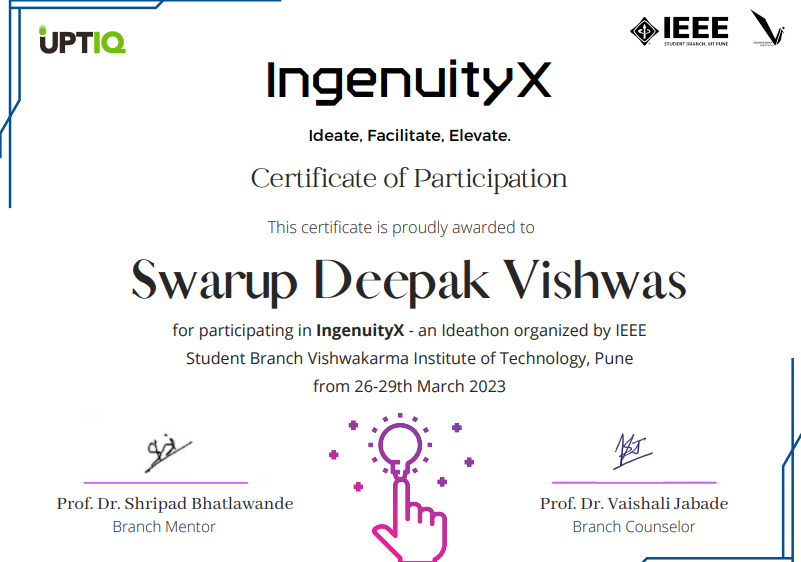 UPTIQ
IEEE
STUDENT BRANCH, VIT PUNE
IngenuityX
Ideate, Facilitate, Elevate.
Certificate of Participation
This certificate is proudly awarded to
Swarup Deepak Vishwas
for participating in IngenuityX - an Ideathon organized by IEEE
Student Branch Vishwakarma Institute of Technology, Pune
from 26-29th March 2023
Prof. Dr. Shripad Bhatlawande
Branch Mentor
Prof. Dr. Vaishali Jabade
Branch Counselor